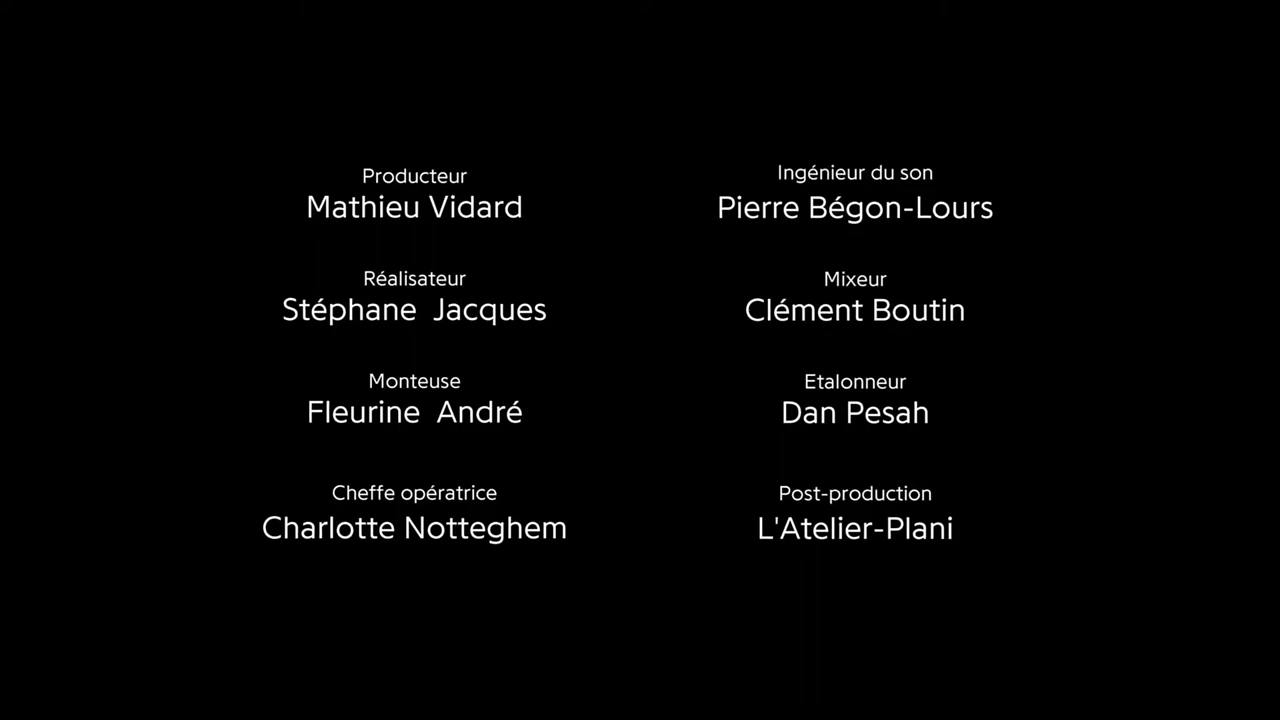 Producteur
Mathieu Vidard
Réalisateur
Stéphane  Jacques
Monteuse
Fleurine  André
Cheffe opératrice
Charlotte Notteghem
Ingénieur du son
Pierre Bégon-Lours
Mixeur
Clément Boutin
Etalonneur
Dan Pesah
Post-production
L'Atelier-Plani